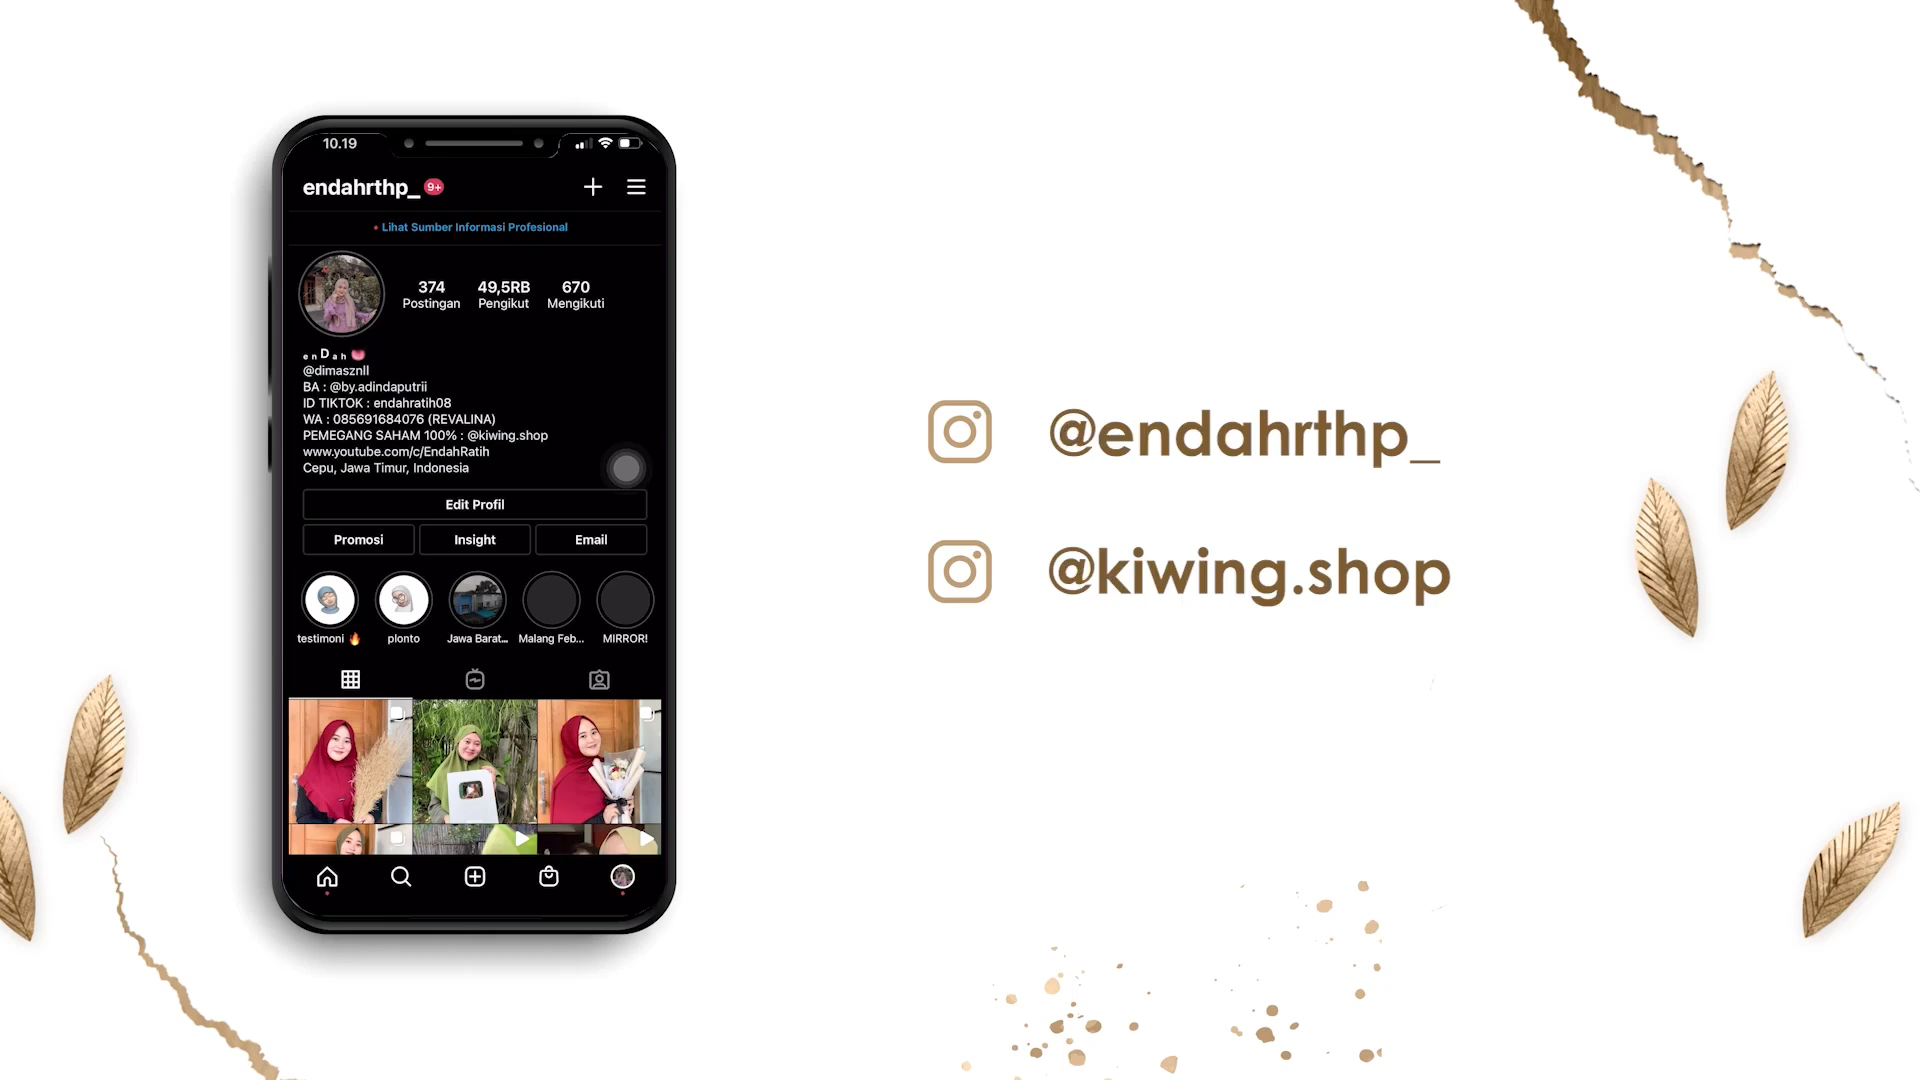 10.19
endahrthp_ 9+
Lihat Sumber Informasi Profesional
374 49,5RB 670
Postingan Pengikut Mengikuti
ₑₙDₐₕ 👅
@dimasznll
BA : @by.adindaputrii
ID TIKTOK : endahratih08
WA : 085691684076 (REVALINA)
PEMEGANG SAHAM 100% : @kiwing.shop
www.youtube.com/c/EndahRatih
Cepu, Jawa Timur, Indonesia
Edit Profil
Promosi Insight Email
testimoni 🔥 plonto Jawa Barat... Malang Feb... MIRROR!
@endahrthp_
@kiwing.shop